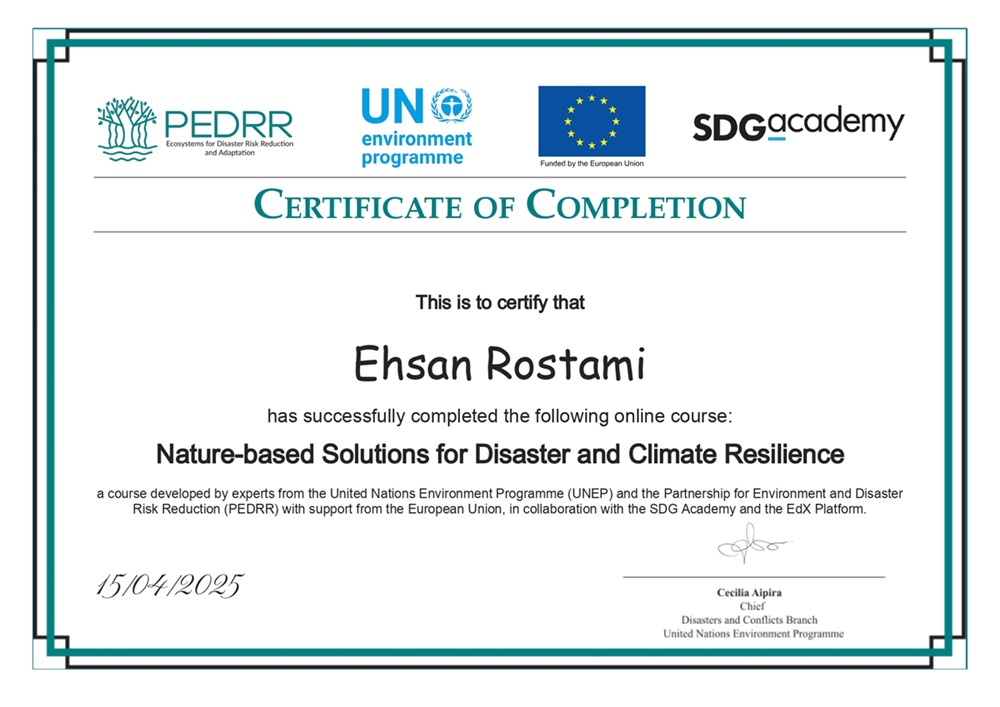 PEDRR
Ecosystems for Disaster Risk Reduction
and Adaptation
UN
environment
programme
Funded by the European Union
SDGacademy
CERTIFICATE OF COMPLETION
This is to certify that
Ehsan Rostami
has successfully completed the following online course:
Nature-based Solutions for Disaster and Climate Resilience
a course developed by experts from the United Nations Environment Programme (UNEP) and the Partnership for Environment and Disaster
Risk Reduction (PEDRR) with support from the European Union, in collaboration with the SDG Academy and the EdX Platform.
15/04/2025
Cecilia Aipira
Chief
Disasters and Conflicts Branch
United Nations Environment Programme